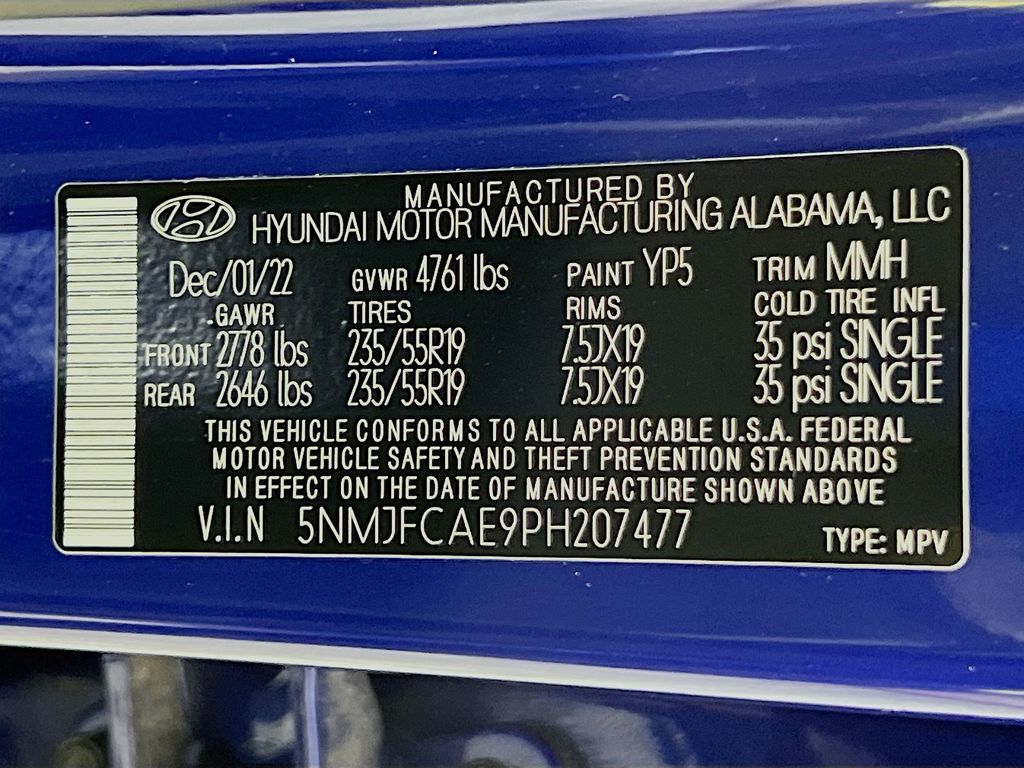 MANUFACTURED BY
HYUNDAI MOTOR MANUFACTURING ALABAMA, LLC
Dec/01/22 GVWR 4761 lbs PAINT YP5 TRIM MMH
GAWR TIRES RIMS COLD TIRE INFL
FRONT 2778 lbs 235/55R19 7.5JX19 35 psi SINGLE
REAR 2646 lbs 235/55R19 7.5JX19 35 psi SINGLE
THIS VEHICLE CONFORMS TO ALL APPLICABLE U.S.A. FEDERAL
MOTOR VEHICLE SAFETY AND THEFT PREVENTION STANDARDS
IN EFFECT ON THE DATE OF MANUFACTURE SHOWN ABOVE
V.I.N 5NMJFCAE9PH207477 TYPE: MPV